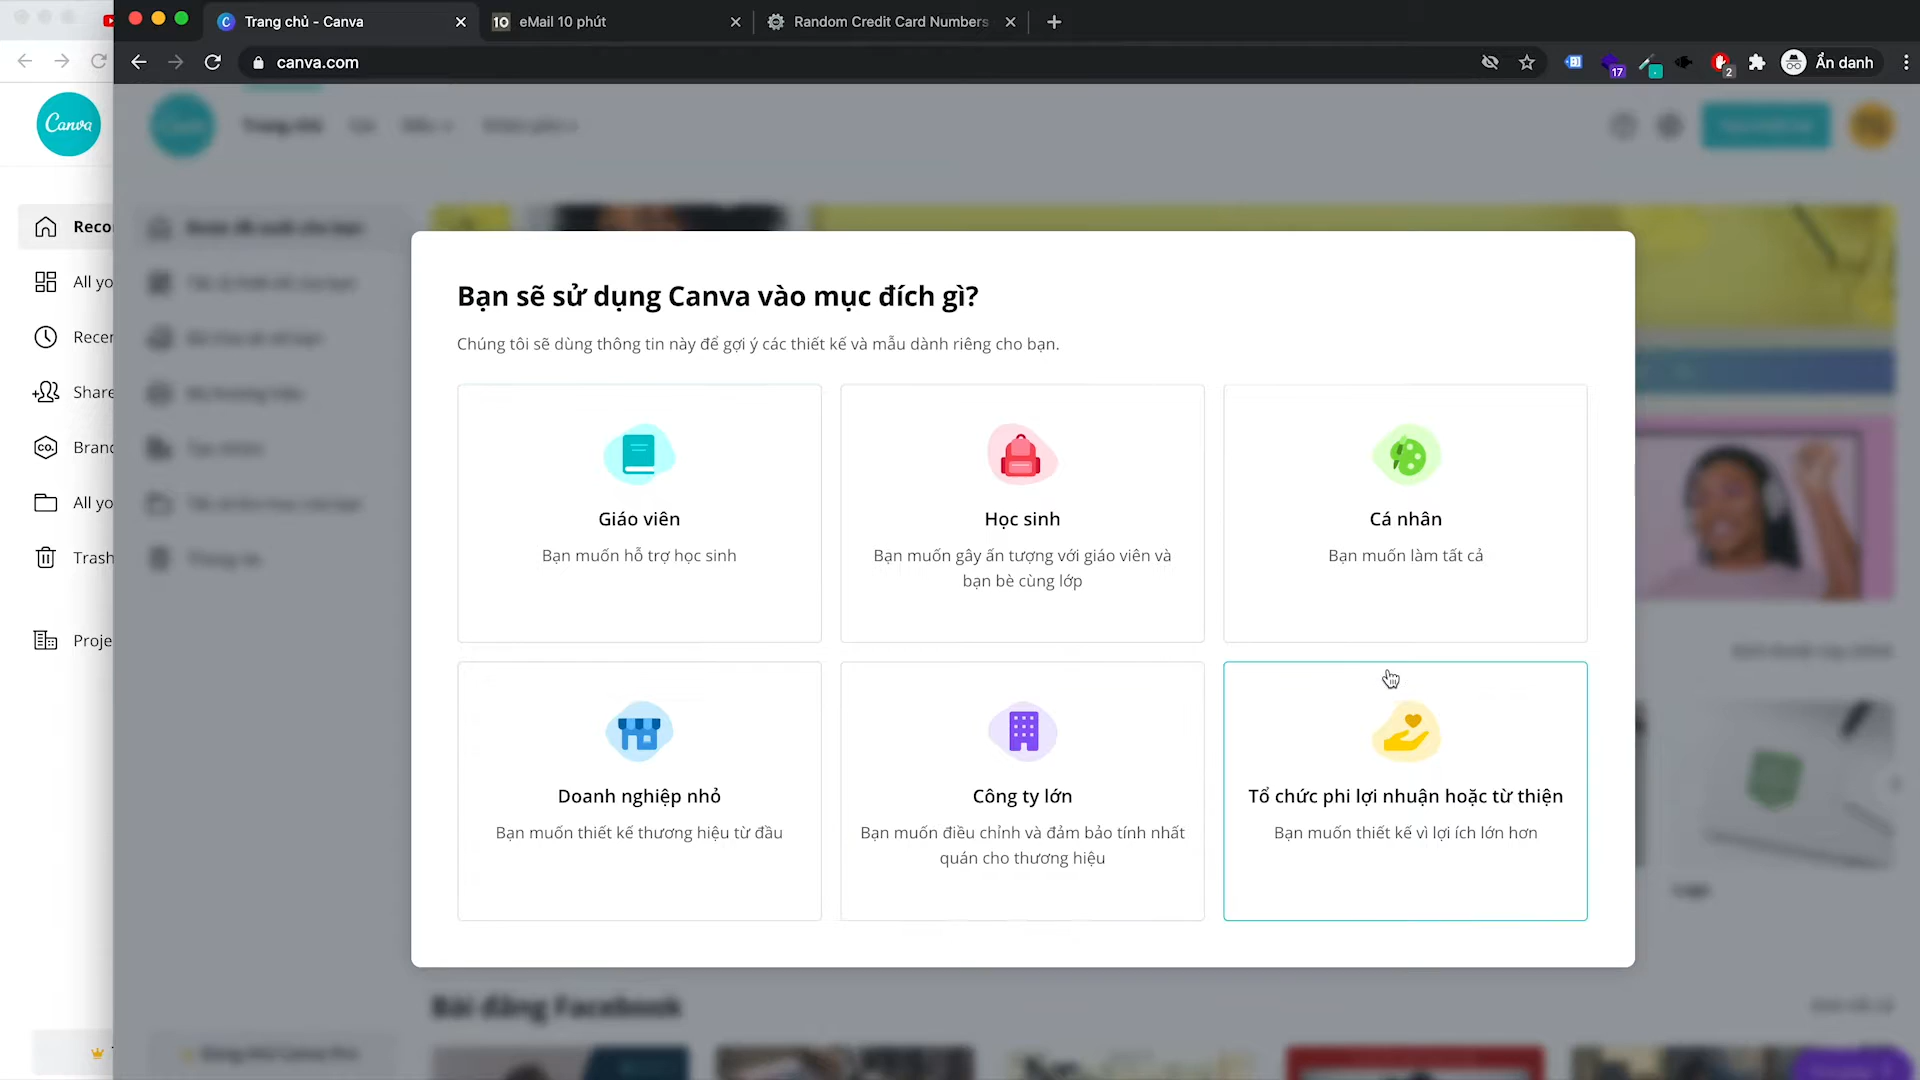 Trang chủ - Canva
eMail 10 phút
Random Credit Card Numbers
canva.com
17
2
Ẩn danh
Canva
Reco
All yo
Recer
Share
Brand
All yo
Trash
Proje
Bạn sẽ sử dụng Canva vào mục đích gì?
Chúng tôi sẽ dùng thông tin này để gợi ý các thiết kế và mẫu dành riêng cho bạn.
Giáo viên
Bạn muốn hỗ trợ học sinh
Học sinh
Bạn muốn gây ấn tượng với giáo viên và
bạn bè cùng lớp
Cá nhân
Bạn muốn làm tất cả
Doanh nghiệp nhỏ
Bạn muốn thiết kế thương hiệu từ đầu
Công ty lớn
Bạn muốn điều chỉnh và đảm bảo tính nhất
quán cho thương hiệu
Tổ chức phi lợi nhuận hoặc từ thiện
Bạn muốn thiết kế vì lợi ích lớn hơn
Bài đăng Facebook